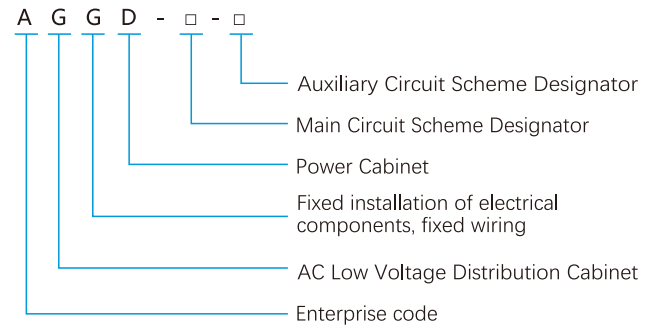 A G G D - □ - □
Auxiliary Circuit Scheme Designator
Main Circuit Scheme Designator
Power Cabinet
Fixed installation of electrical
components, fixed wiring
AC Low Voltage Distribution Cabinet
Enterprise code